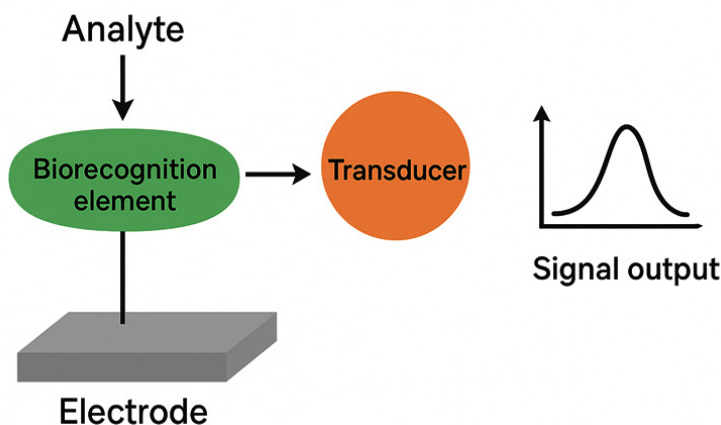 Analyte
Biorecognition
element
Transducer
Signal output
Electrode